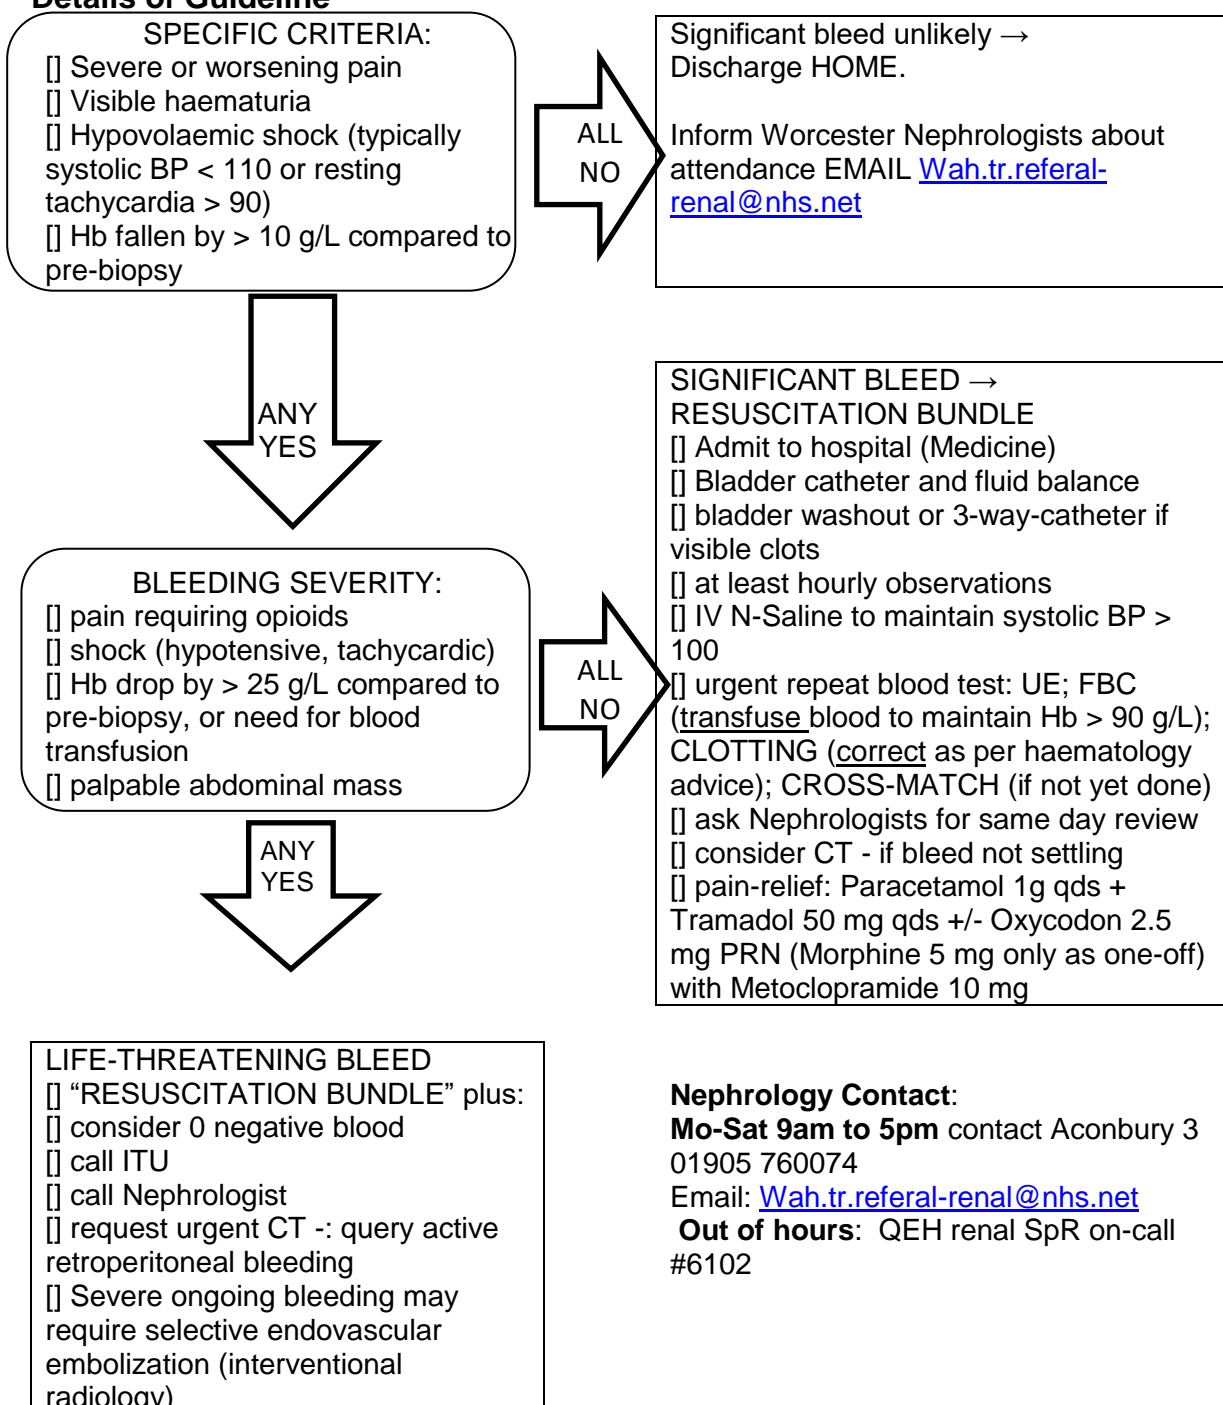 Details of Guideline
SPECIFIC CRITERIA:
[] Severe or worsening pain
[] Visible haematuria
[] Hypovolaemic shock (typically
systolic BP < 110 or resting
tachycardia > 90)
[] Hb fallen by > 10 g/L compared to
pre-biopsy
ALL
NO
Significant bleed unlikely →
Discharge HOME.
Inform Worcester Nephrologists about
attendance EMAIL Wah.tr.referal-
renal@nhs.net
ANY
YES
BLEEDING SEVERITY:
[] pain requiring opioids
[] shock (hypotensive, tachycardic)
[] Hb drop by > 25 g/L compared to
pre-biopsy, or need for blood
transfusion
[] palpable abdominal mass
ALL
NO
SIGNIFICANT BLEED →
RESUSCITATION BUNDLE
[] Admit to hospital (Medicine)
[] Bladder catheter and fluid balance
[] bladder washout or 3-way-catheter if
visible clots
[] at least hourly observations
[] IV N-Saline to maintain systolic BP >
100
[] urgent repeat blood test: UE; FBC
(transfuse blood to maintain Hb > 90 g/L);
CLOTTING (correct as per haematology
advice); CROSS-MATCH (if not yet done)
[] ask Nephrologists for same day review
[] consider CT - if bleed not settling
[] pain-relief: Paracetamol 1g qds +
Tramadol 50 mg qds +/- Oxycodon 2.5
mg PRN (Morphine 5 mg only as one-off)
with Metoclopramide 10 mg
ANY
YES
LIFE-THREATENING BLEED
[] “RESUSCITATION BUNDLE” plus:
[] consider 0 negative blood
[] call ITU
[] call Nephrologist
[] request urgent CT -: query active
retroperitoneal bleeding
[] Severe ongoing bleeding may
require selective endovascular
embolization (interventional
radiology)
Nephrology Contact:
Mo-Sat 9am to 5pm contact Aconbury 3
01905 760074
Email: Wah.tr.referal-renal@nhs.net
Out of hours: QEH renal SpR on-call
#6102